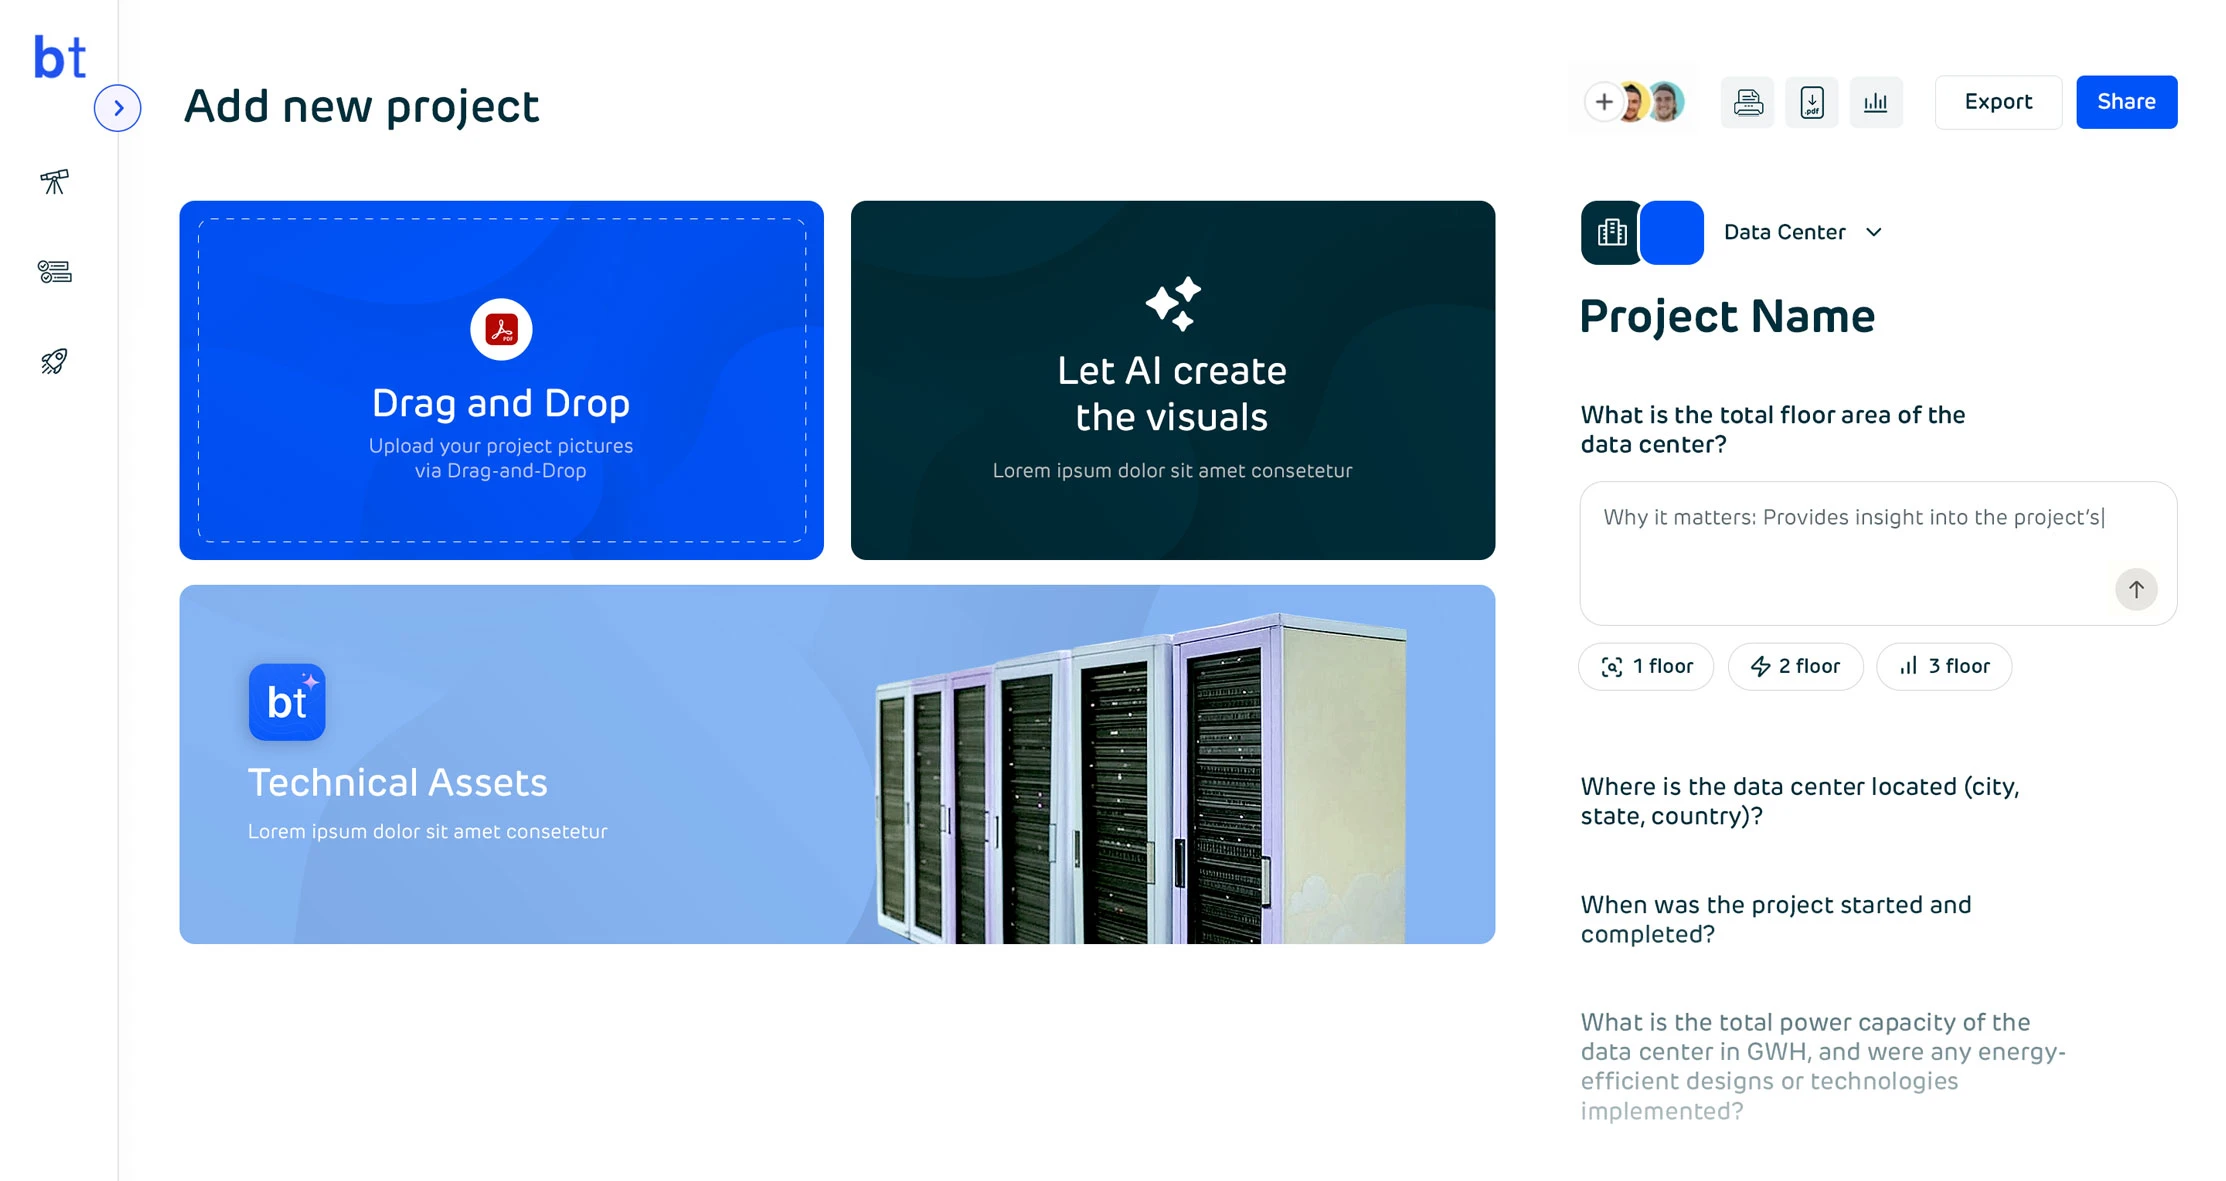 bt
Add new project
Export
Share
PDF
Drag and Drop
Upload your project pictures
via Drag-and-Drop
Let AI create
the visuals
Lorem ipsum dolor sit amet consetetur
bt
Technical Assets
Lorem ipsum dolor sit amet consetetur
.pdf
Data Center
Project Name
What is the total floor area of the
data center?
Why it matters: Provides insight into the project’s
1 floor
2 floor
3 floor
Where is the data center located (city,
state, country)?
When was the project started and
completed?
What is the total power capacity of the
data center in GWH, and were any energy-
efficient designs or technologies
implemented?